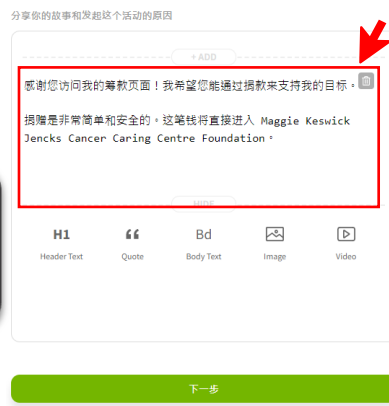 分享你的故事和发起这个活动的原因
+ ADD
感谢您访问我的筹款页面！我希望您能通过捐款来支持我的目标。
捐赠是非常简单和安全的。这笔钱将直接进入 Maggie Keswick
Jencks Cancer Caring Centre Foundation。
HIDE
H1 Bd
Header Text Quote Body Text Image Video
下一步